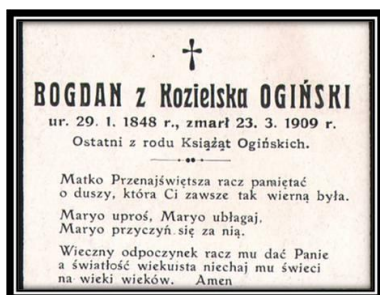 BOGDAN z Kozielska OGIŃSKI
ur. 29. 1. 1848 r., zmarł 23. 3. 1909 r.
Ostatni z rodu Książąt Ogińskich.
Matko Przenajświętsza racz pamiętać
o duszy, która Ci zawsze tak wierną była.
Maryo uproś, Maryo ubłagaj,
Maryo przyczyń się za nią.
Wieczny odpoczynek racz mu dać Panie
a światłość wiekuista niechaj mu świeci
na wieki wieków. Amen